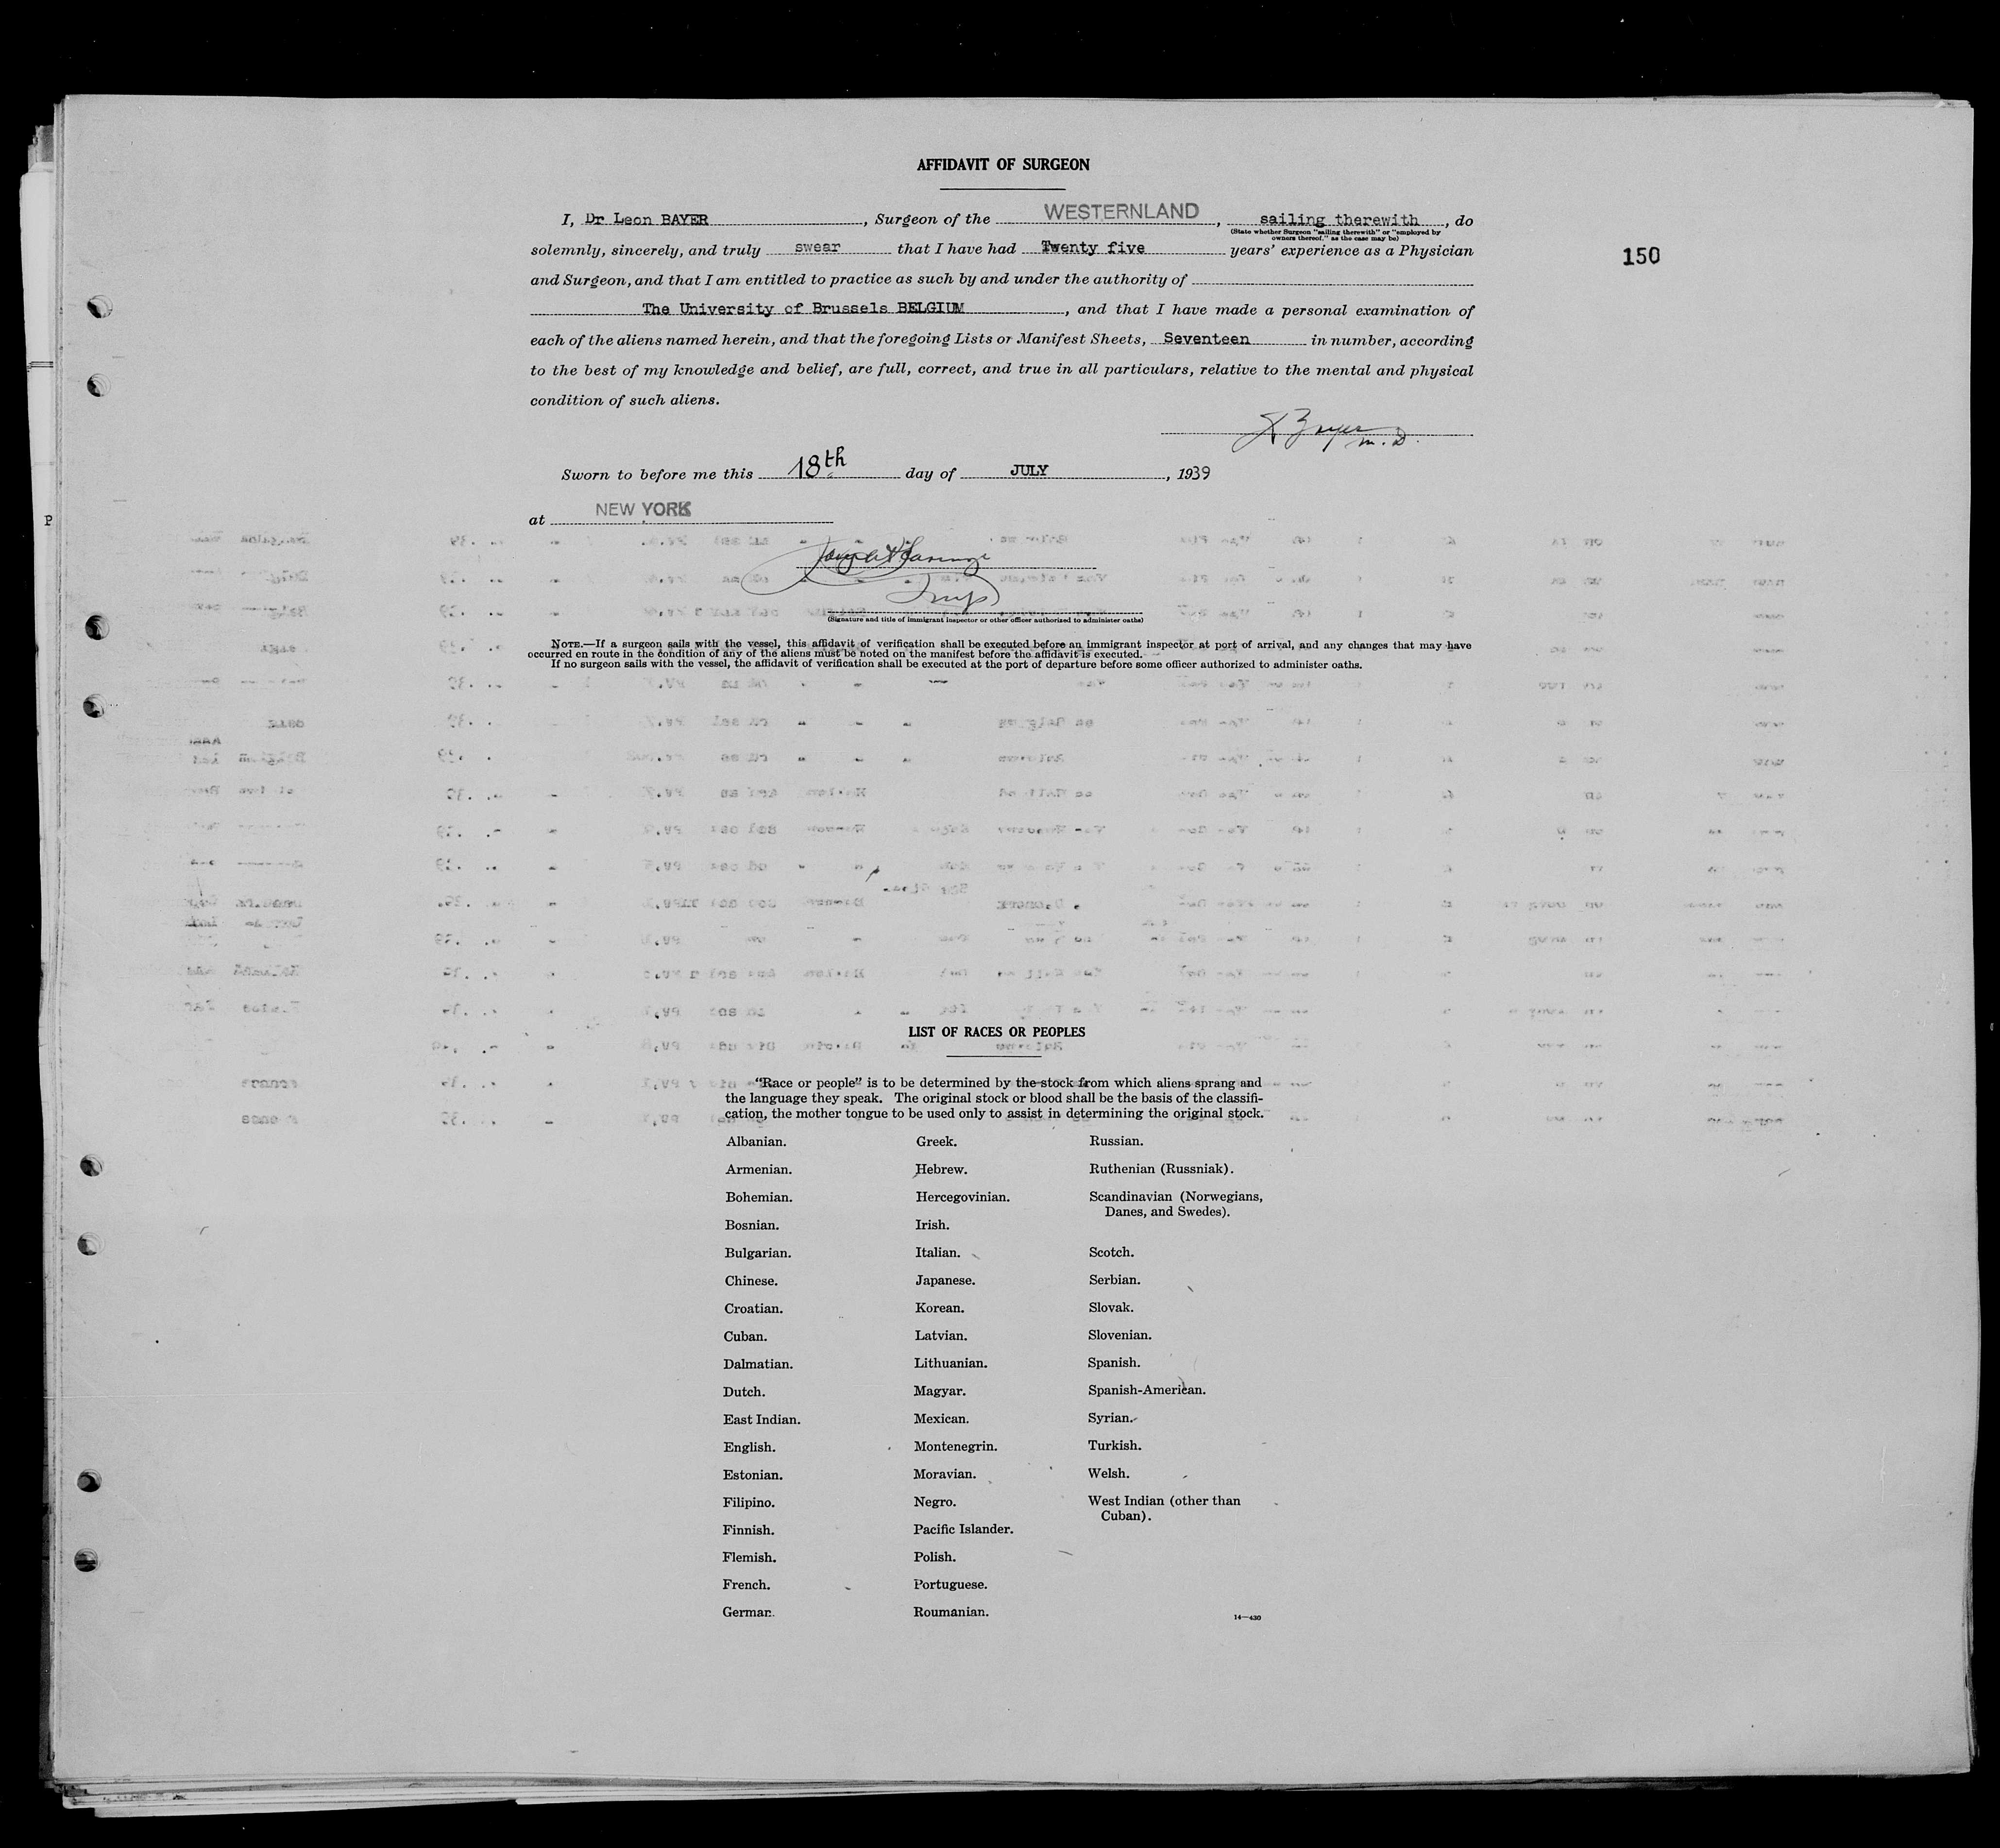 AFFIDAVIT OF SURGEON
I, Dr Leon BAYER, Surgeon of the WESTERNLAND, sailing therewith, do
(State whether Surgeon "sailing therewith" or "employed by
owners thereof," as the case may be)
solemnly, sincerely, and truly swear that I have had Twenty five years' experience as a Physician
150
and Surgeon, and that I am entitled to practice as such by and under the authority of
The University of Brussels BELGIUM, and that I have made a personal examination of
each of the aliens named herein, and that the foregoing Lists or Manifest Sheets, Seventeen in number, according
to the best of my knowledge and belief, are full, correct, and true in all particulars, relative to the mental and physical
condition of such aliens.
Bayer M.D.
Sworn to before me this 18th day of JULY, 1939
at NEW YORK
(Signature and title of immigrant inspector or other officer authorized to administer oaths)
NOTE.—If a surgeon sails with the vessel, this affidavit of verification shall be executed before an immigrant inspector at port of arrival, and any changes that may have
occurred en route in the condition of any of the aliens must be noted on the manifest before the affidavit is executed.
If no surgeon sails with the vessel, the affidavit of verification shall be executed at the port of departure before some officer authorized to administer oaths.
P
LIST OF RACES OR PEOPLES
"Race or people" is to be determined by the stock from which aliens sprang and
the language they speak. The original stock or blood shall be the basis of the classifi-
cation, the mother tongue to be used only to assist in determining the original stock.
Albanian.
Armenian.
Bohemian.
Bosnian.
Bulgarian.
Chinese.
Croatian.
Cuban.
Dalmatian.
Dutch.
East Indian.
English.
Estonian.
Filipino.
Finnish.
Flemish.
French.
German.
Greek.
Hebrew.
Hercegovinian.
Irish.
Italian.
Japanese.
Korean.
Latvian.
Lithuanian.
Magyar.
Mexican.
Montenegrin.
Moravian.
Negro.
Pacific Islander.
Polish.
Portuguese.
Roumanian.
Russian.
Ruthenian (Russniak).
Scandinavian (Norwegians,
Danes, and Swedes).
Scotch.
Serbian.
Slovak.
Slovenian.
Spanish.
Spanish-American.
Syrian.
Turkish.
Welsh.
West Indian (other than
Cuban).
14—430